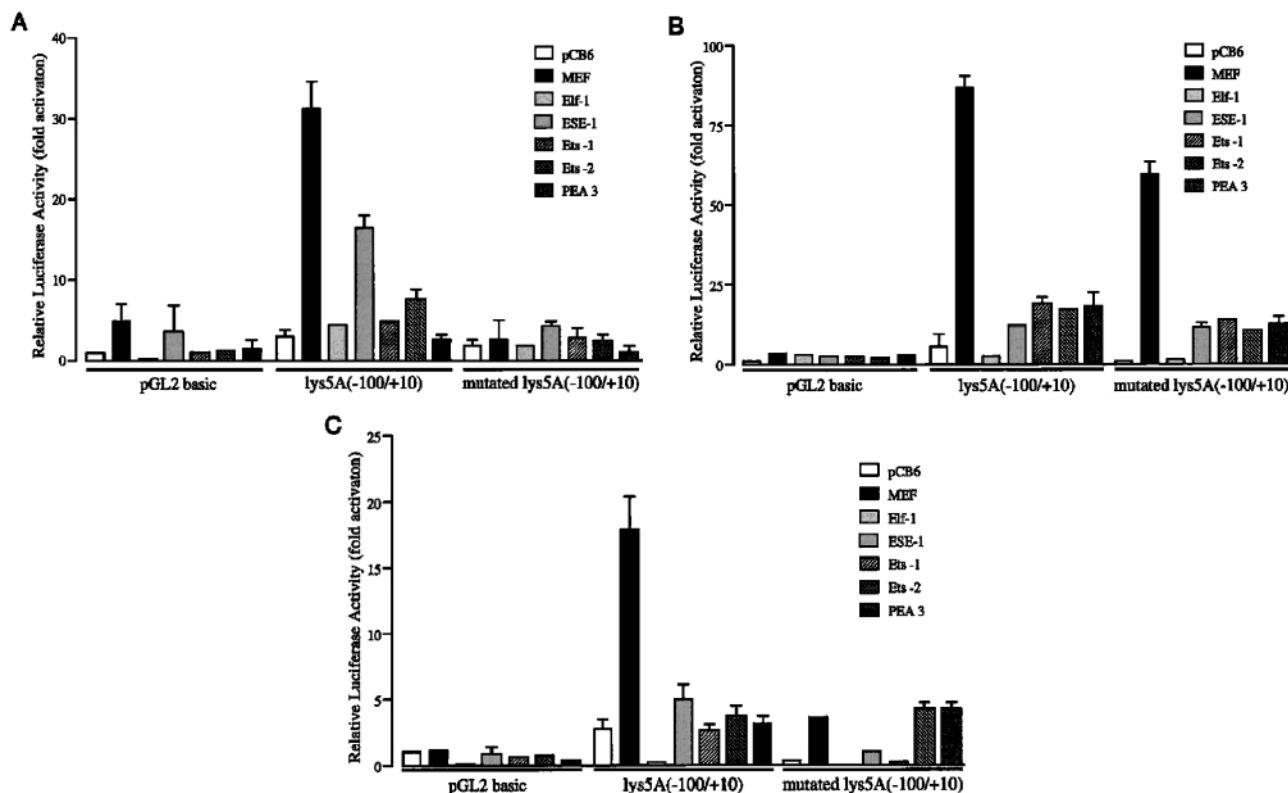 A
Relative Luciferase Activity (fold activaton)
40
30
20
10
0
pCB6
MEF
Elf-1
ESE-1
Ets -1
Ets -2
PEA 3
pGL2 basic
lys5A(-100/+10)
mutated lys5A(-100/+10)
B
Relative Luciferase Activity (fold activaton)
100
75
50
25
0
pCB6
MEF
Elf-1
ESE-1
Ets -1
Ets -2
PEA 3
pGL2 basic
lys5A(-100/+10)
mutated lys5A(-100/+10)
C
Relative Luciferase Activity (fold activaton)
25
20
15
10
5
0
pCB6
MEF
Elf-1
ESE-1
Ets -1
Ets -2
PEA 3
pGL2 basic
lys5A(-100/+10)
mutated lys5A(-100/+10)